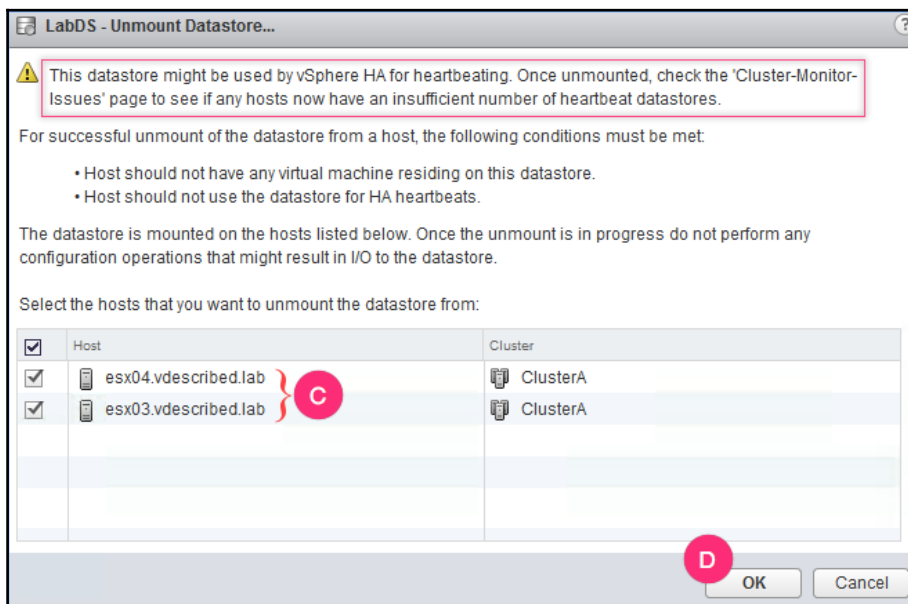 LabDS - Unmount Datastore...
?
This datastore might be used by vSphere HA for heartbeating. Once unmounted, check the 'Cluster-Monitor-
Issues' page to see if any hosts now have an insufficient number of heartbeat datastores.
For successful unmount of the datastore from a host, the following conditions must be met:
• Host should not have any virtual machine residing on this datastore.
• Host should not use the datastore for HA heartbeats.
The datastore is mounted on the hosts listed below. Once the unmount is in progress do not perform any
configuration operations that might result in I/O to the datastore.
Select the hosts that you want to unmount the datastore from:
Host Cluster
esx04.vdescribed.lab ClusterA
C
esx03.vdescribed.lab ClusterA
D
OK Cancel